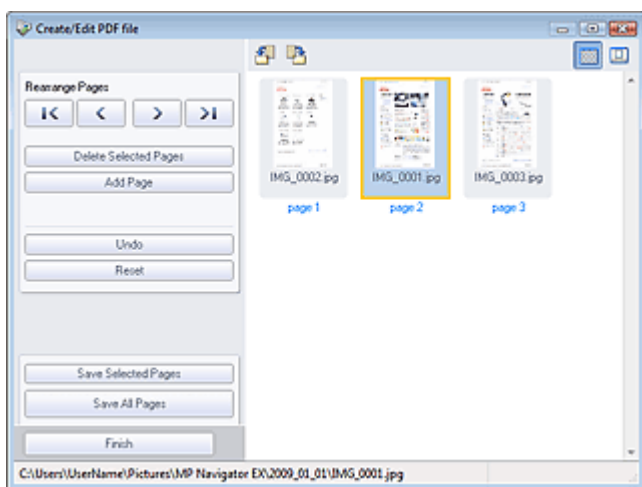 Create/Edit PDF file
Rearrange Pages
Delete Selected Pages
Add Page
Undo
Reset
Save Selected Pages
Save All Pages
Finish
IMG_0002.jpg
IMG_0001.jpg
IMG_0003.jpg
page 1
page 2
page 3
C:\Users\UserName\Pictures\MP Navigator EX\2009_01_01\IMG_0001.jpg